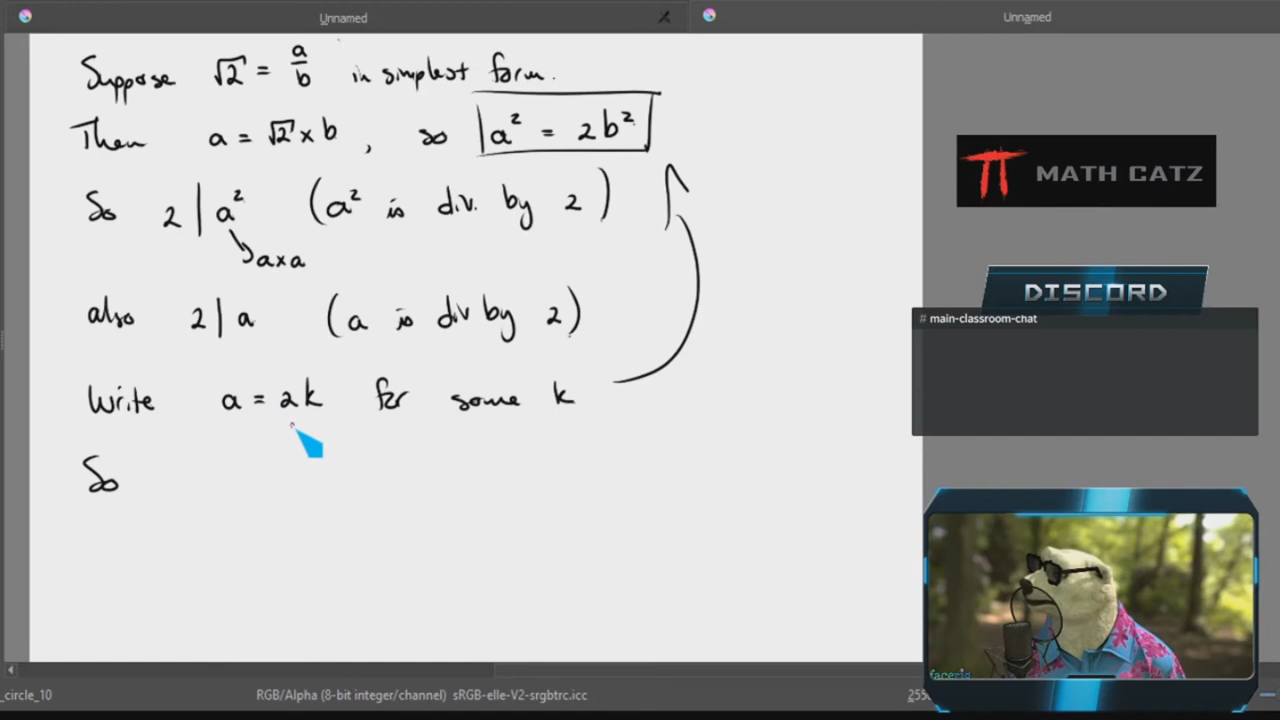 Unnamed
Unnamed
Suppose √2 = a/b in simplest form.
Then a = √2 × b , so a² = 2b²
So 2 | a² (a² is div. by 2)
a×a
also 2 | a (a is div by 2)
Write a = 2k for some k
So
MATH CATZ
DISCORD
# main-classroom-chat
facerig
_circle_10
RGB/Alpha (8-bit integer/channel) sRGB-elle-V2-srgbtrc.icc